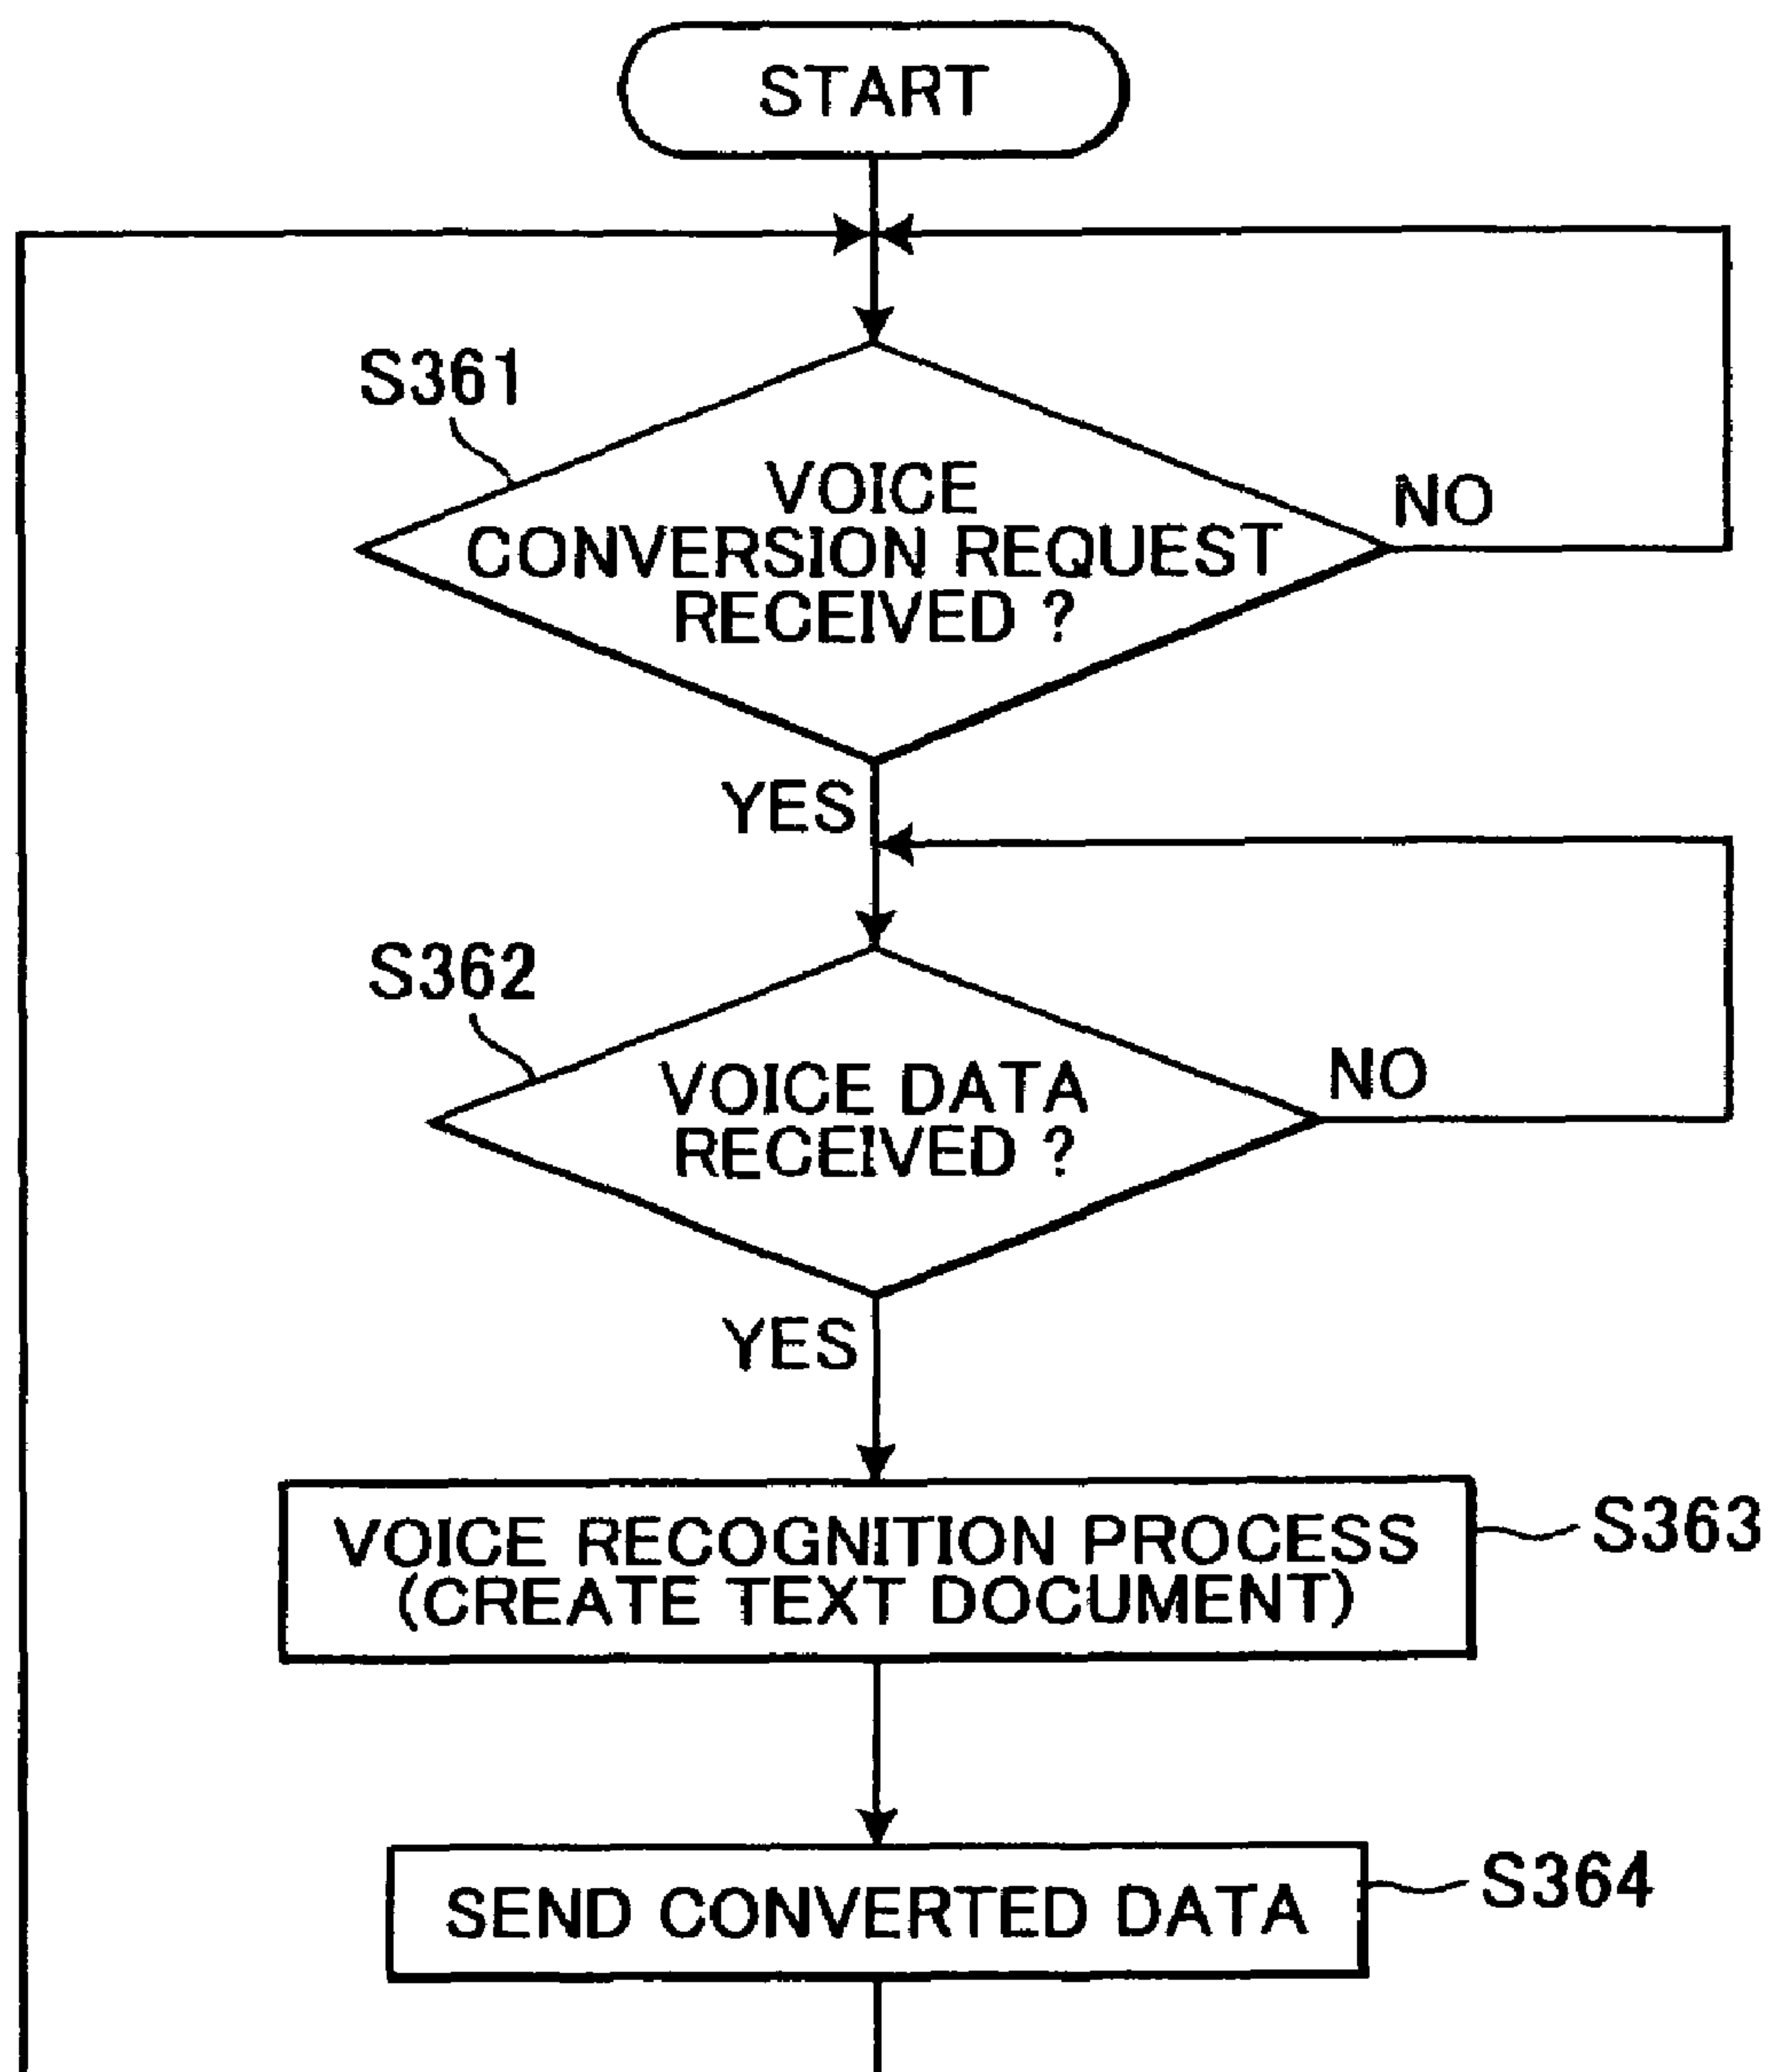 START
S361
VOICE
CONVERSION REQUEST
RECEIVED ?
NO
YES
S362
VOICE DATA
RECEIVED ?
NO
YES
VOICE RECOGNITION PROCESS
(CREATE TEXT DOCUMENT)
S363
SEND CONVERTED DATA
S364